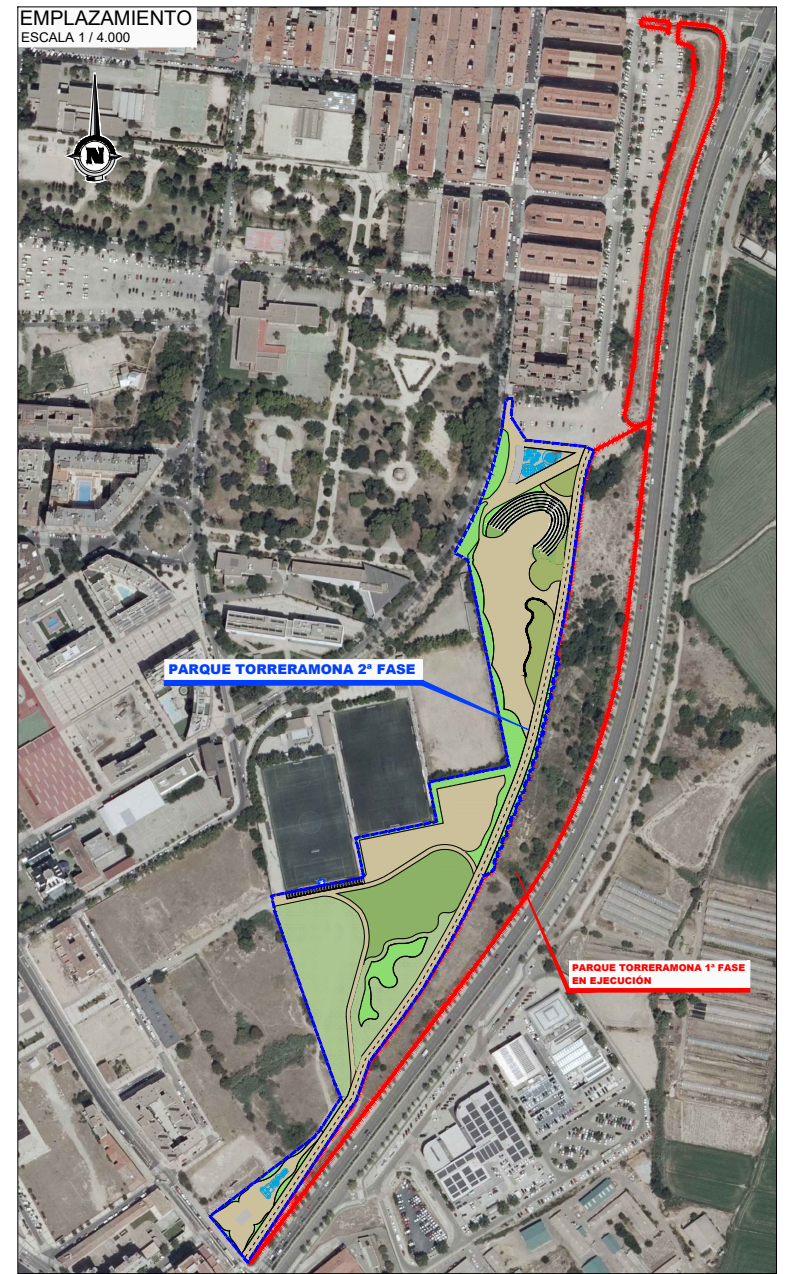 EMPLAZAMIENTO
ESCALA 1 / 4.000
N
PARQUE TORRERAMONA 2ª FASE
PARQUE TORRERAMONA 1ª FASE
EN EJECUCIÓN